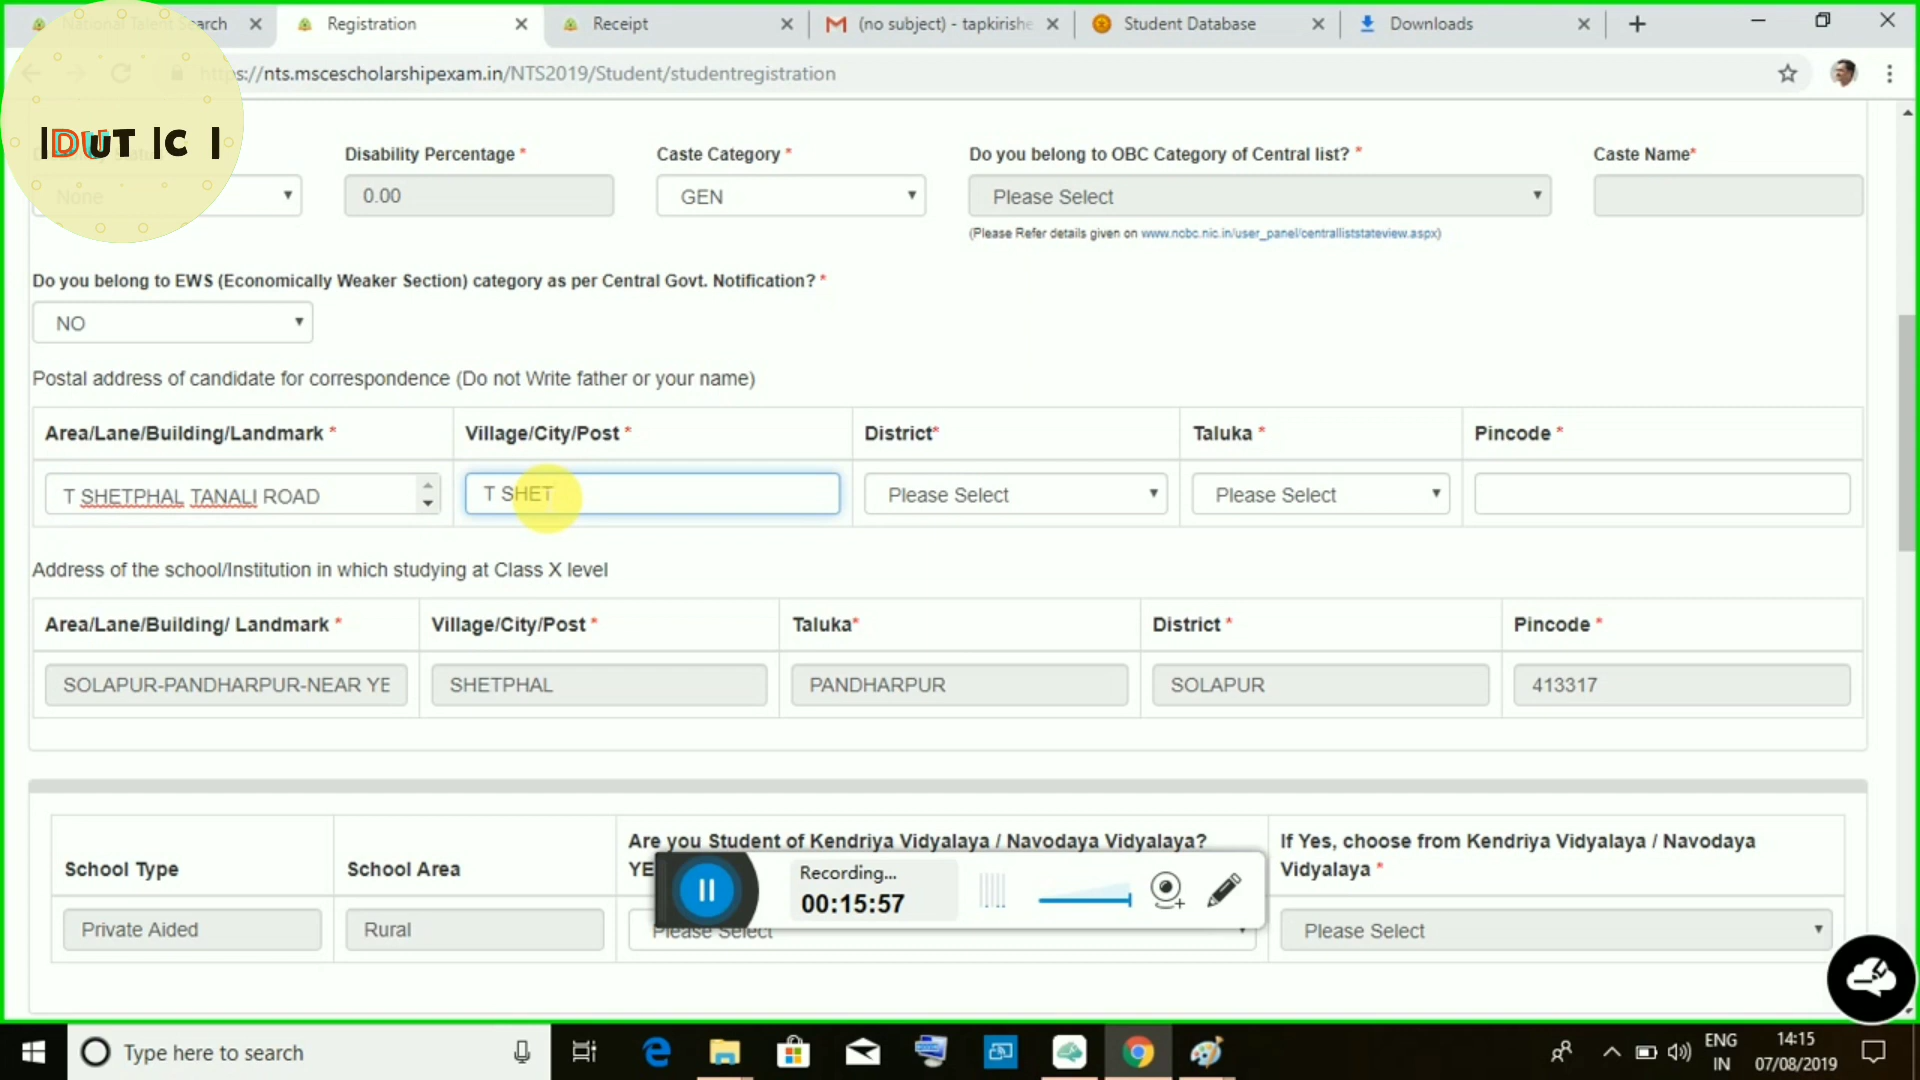 National Talent Search
Registration
Receipt
(no subject) - tapkirishe
Student Database
Downloads
https://nts.mscescholarshipexam.in/NTS2019/Student/studentregistration
Disability Percentage *
Caste Category *
Do you belong to OBC Category of Central list? *
Caste Name*
None
0.00
GEN
Please Select
(Please Refer details given on www.ncbc.nic.in/user_panel/centralliststateview.aspx)
Do you belong to EWS (Economically Weaker Section) category as per Central Govt. Notification? *
NO
Postal address of candidate for correspondence (Do not Write father or your name)
Area/Lane/Building/Landmark *
Village/City/Post *
District*
Taluka *
Pincode *
T SHETPHAL TANALI ROAD
T SHET
Please Select
Please Select
Address of the school/Institution in which studying at Class X level
Area/Lane/Building/ Landmark *
Village/City/Post *
Taluka*
District *
Pincode *
SOLAPUR-PANDHARPUR-NEAR YE
SHETPHAL
PANDHARPUR
SOLAPUR
413317
School Type
School Area
Are you Student of Kendriya Vidyalaya / Navodaya Vidyalaya?
YE
If Yes, choose from Kendriya Vidyalaya / Navodaya
Vidyalaya *
Private Aided
Rural
Please Select
Please Select
Recording...
00:15:57
Type here to search
ENG
IN
14:15
07/08/2019